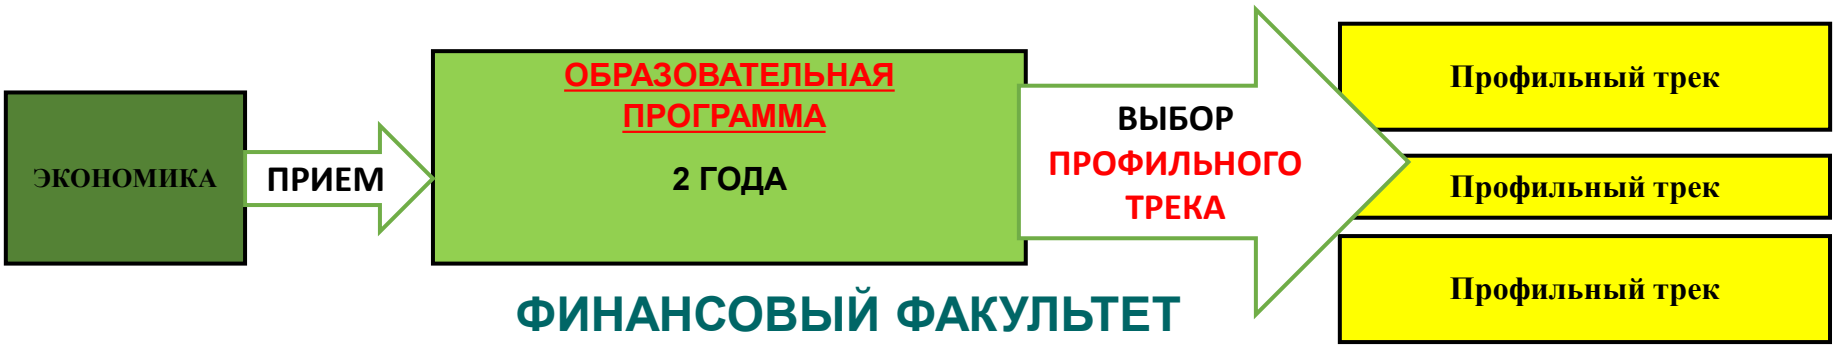 ЭКОНОМИКА
ПРИЕМ
ОБРАЗОВАТЕЛЬНАЯ
ПРОГРАММА
2 ГОДА
ВЫБОР
ПРОФИЛЬНОГО
ТРЕКА
Профильный трек
Профильный трек
Профильный трек
ФИНАНСОВЫЙ ФАКУЛЬТЕТ